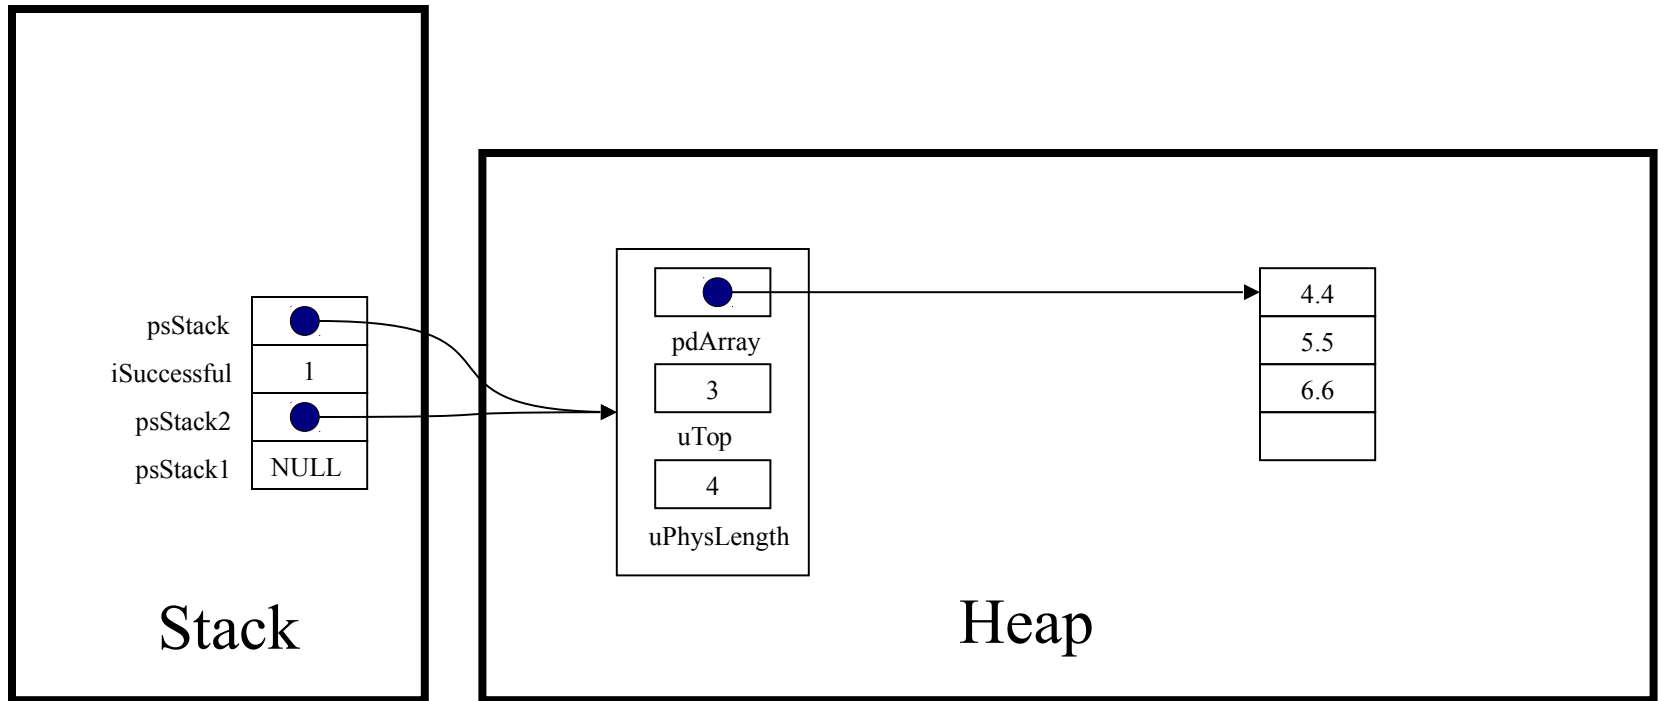 psStack
iSuccessful 1
psStack2
psStack1 NULL
Stack
pdArray
3
uTop
4
uPhysLength
4.4
5.5
6.6
Heap